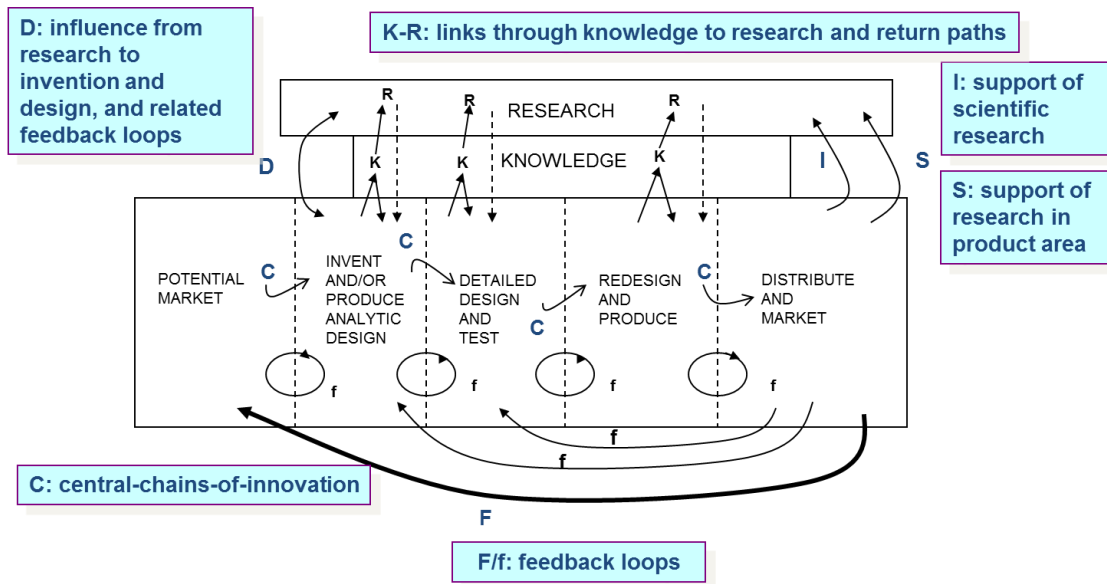 D: influence from
research to
invention and
design, and related
feedback loops
K-R: links through knowledge to research and return paths
I: support of
scientific
research
S: support of
research in
product area
R
R
R
RESEARCH
K
K
K
KNOWLEDGE
D
I
S
C
C
C
C
POTENTIAL
MARKET
INVENT
AND/OR
PRODUCE
ANALYTIC
DESIGN
DETAILED
DESIGN
AND
TEST
REDESIGN
AND
PRODUCE
DISTRIBUTE
AND
MARKET
f
f
f
f
f
f
C: central-chains-of-innovation
F
F/f: feedback loops